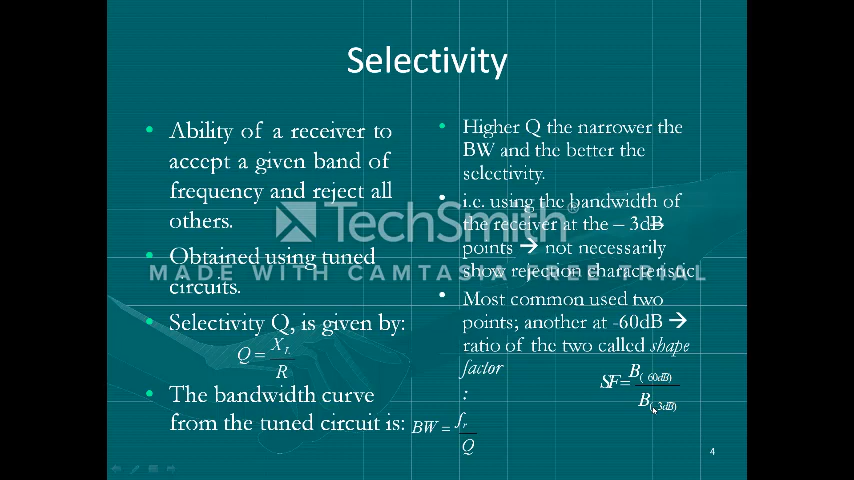 Selectivity
• Ability of a receiver to
accept a given band of
frequency and reject all
others.
• Obtained using tuned
circuits.
• Selectivity Q, is given by:
Q = X_L / R
• The bandwidth curve
from the tuned circuit is:
BW = f_r / Q
• Higher Q the narrower the
BW and the better the
selectivity.
• i.e. using the bandwidth of
the receiver at the – 3dB
points → not necessarily
show rejection characteristic
• Most common used two
points; another at -60dB →
ratio of the two called shape
factor
:
SF = B(-60dB) / B(-3dB)
TechSmith®
MADE WITH CAMTASIA FREE TRIAL
4